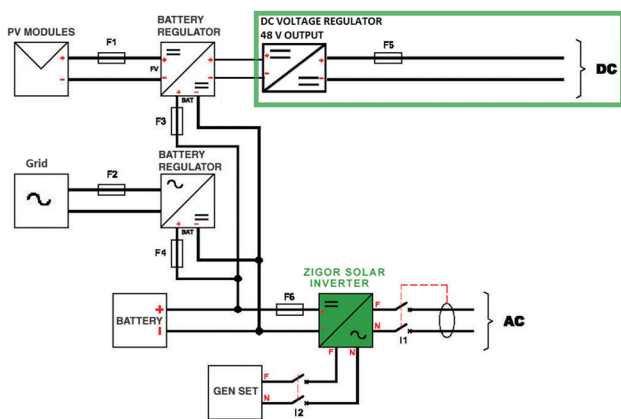 DC VOLTAGE REGULATOR
48 V OUTPUT
BATTERY
REGULATOR
PV MODULES
F1
F5
+
-
PV
+
-
+
-
+
-
DC
+
-
BAT
F3
BATTERY
REGULATOR
Grid
F2
+
-
BAT
F4
ZIGOR SOLAR
INVERTER
F6
BATTERY
+
-
F
N
I1
AC
F
N
GEN SET
F
N
I2